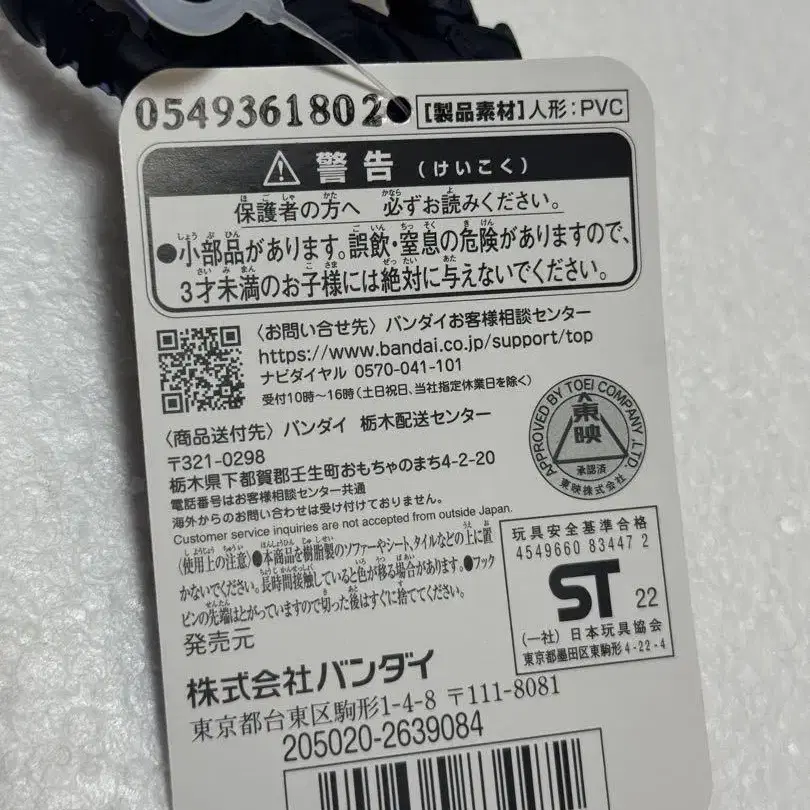 0549361802
[製品素材]人形:PVC
警告 (けいこく)
保護者の方へ 必ずお読みください。
●小部品があります。誤飲・窒息の危険がありますので、
3才未満のお子様には絶対に与えないでください。
〈お問い合せ先〉バンダイお客様相談センター
https://www.bandai.co.jp/support/top
ナビダイヤル 0570-041-101
受付10時~16時(土日祝日、当社指定休業日を除く)
〈商品送付先〉バンダイ 栃木配送センター
〒321-0298
栃木県下都賀郡壬生町おもちゃのまち4-2-20
電話番号はお客様相談センター共通
海外からのお問い合わせは受け付けておりません。
Customer service inquiries are not accepted from outside Japan.
〈使用上の注意〉●本商品を樹脂製のソファーやシート、タイルなどの上に置
かないでください。長時間接触していると色が移る場合があります。●フック
ピンの先端はとがっていますので切った後はすぐに捨ててください。
発売元
株式会社バンダイ
東京都台東区駒形1-4-8 〒111-8081
205020-2639084
APPROVED BY TOEI COMPANY, LTD.
東映
承認済
東映株式会社
玩具安全基準合格
4549660 83447 2
ST 22
(一社)日本玩具協会
東京都墨田区東駒形4-22-4